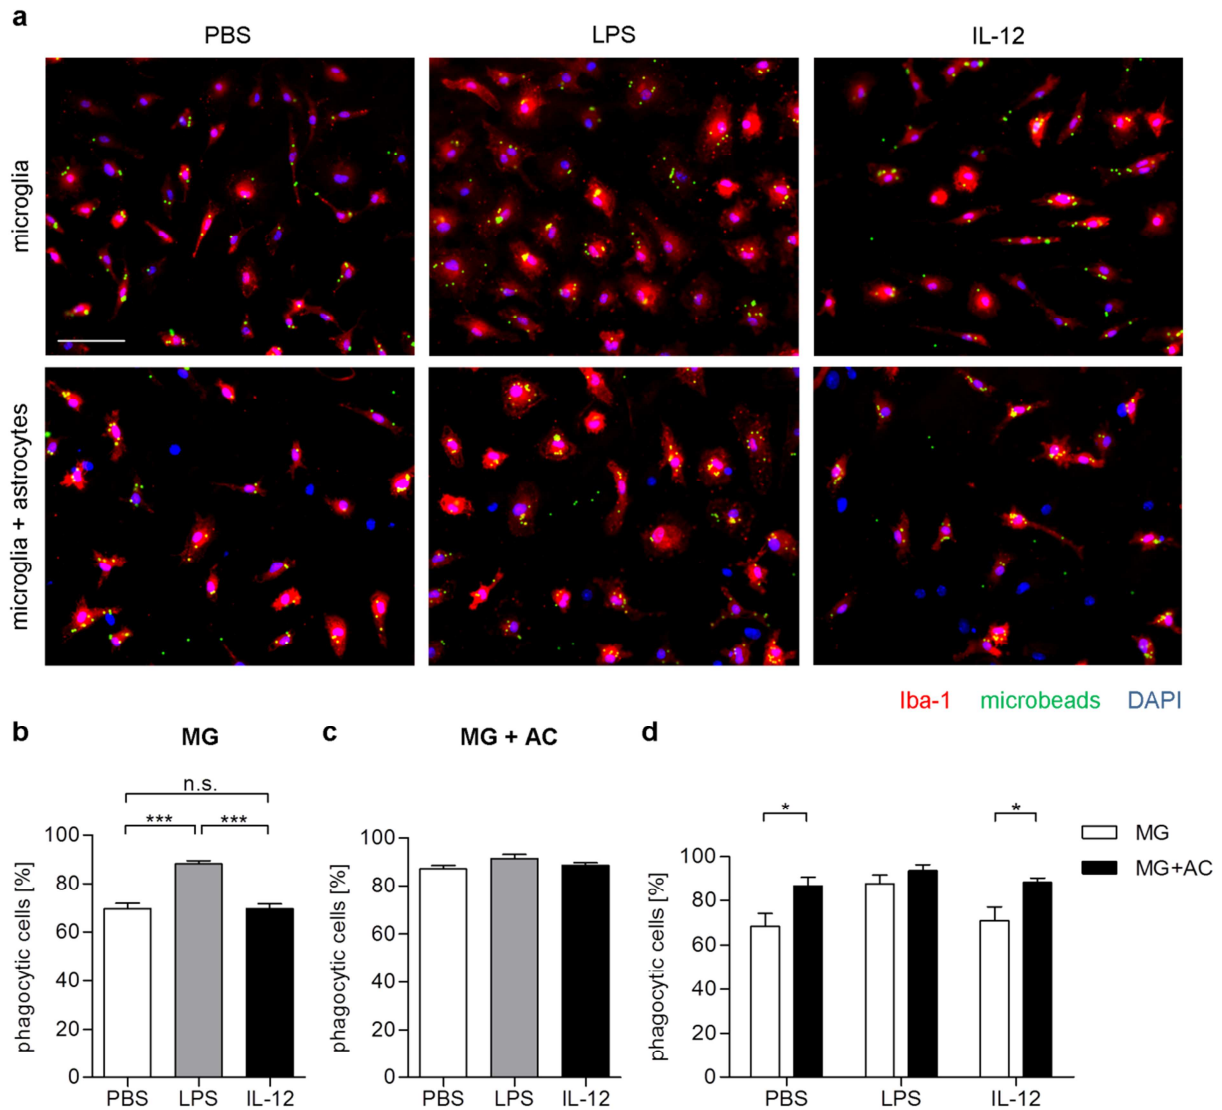 a
PBS LPS IL-12
microglia
microglia + astrocytes
Iba-1 microbeads DAPI
b MG
n.s.
*** ***
100
80
60
40
20
0
phagocytic cells [%]
PBS LPS IL-12
c MG + AC
100
80
60
40
20
0
phagocytic cells [%]
PBS LPS IL-12
d
* *
MG
MG+AC
100
80
60
40
20
0
phagocytic cells [%]
PBS LPS IL-12